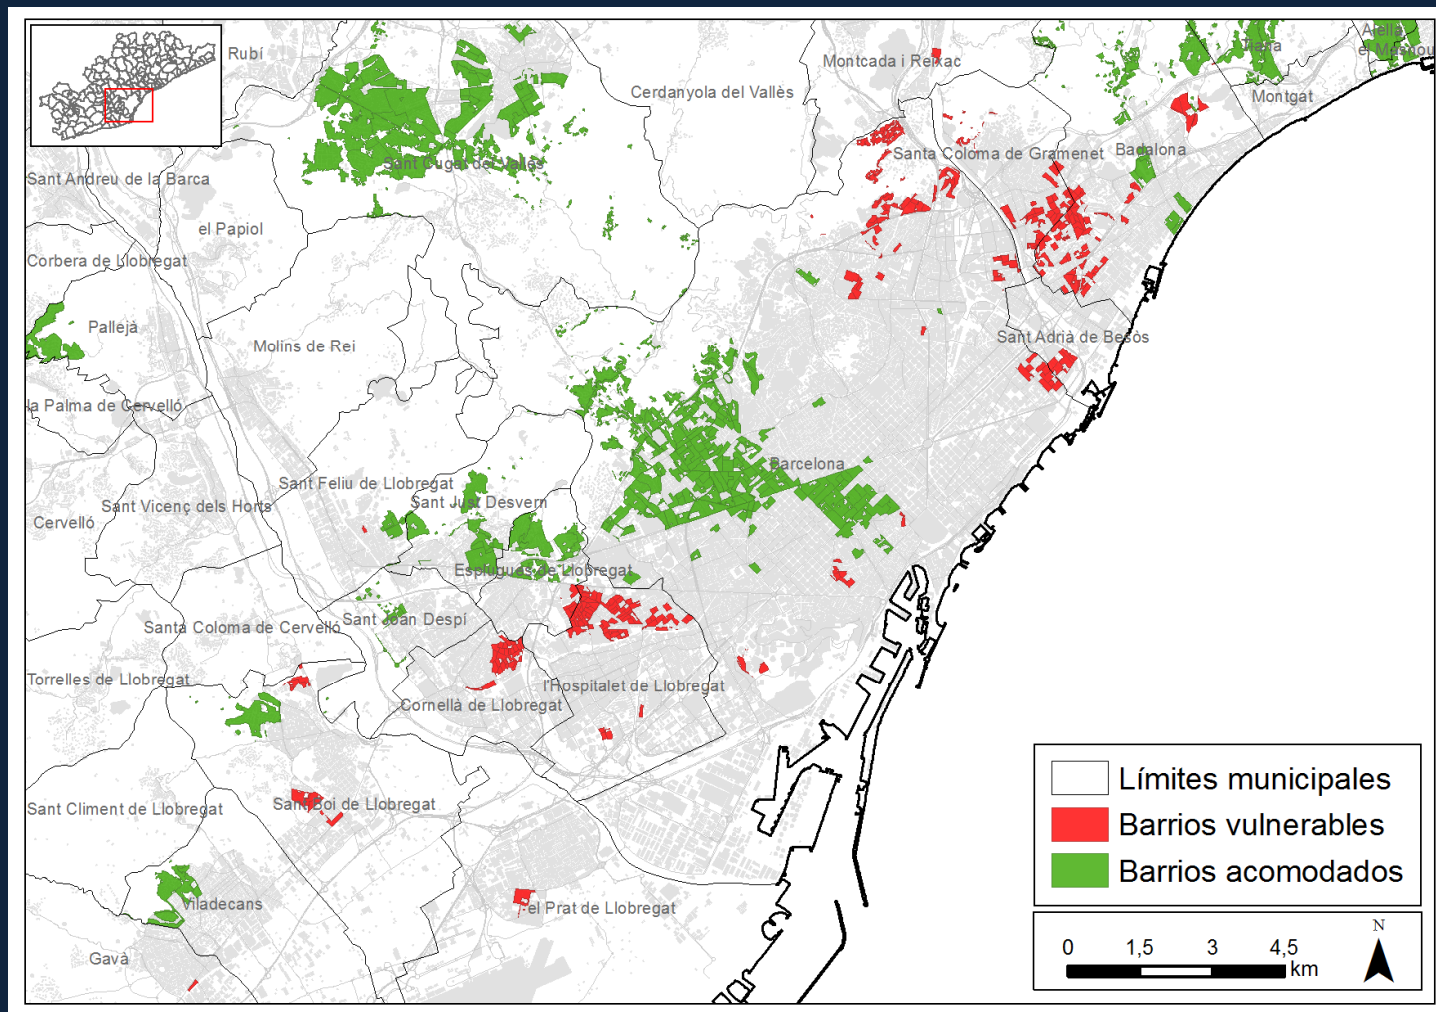 Rubí
Montcada i Reixac
Cerdanyola del Vallès
Tiana
Alella
el Masnou
Montgat
Sant Cugat del Vallès
Santa Coloma de Gramenet
Badalona
Sant Andreu de la Barca
el Papiol
Corbera de Llobregat
Pallejà
Molins de Rei
Sant Adrià de Besòs
la Palma de Cervelló
Barcelona
Sant Feliu de Llobregat
Sant Just Desvern
Sant Vicenç dels Horts
Cervelló
Esplugues de Llobregat
Sant Joan Despí
Santa Coloma de Cervelló
Torrelles de Llobregat
l'Hospitalet de Llobregat
Cornellà de Llobregat
Sant Boi de Llobregat
Sant Climent de Llobregat
Viladecans
el Prat de Llobregat
Gavà
Límites municipales
Barrios vulnerables
Barrios acomodados
N
0 1,5 3 4,5
km